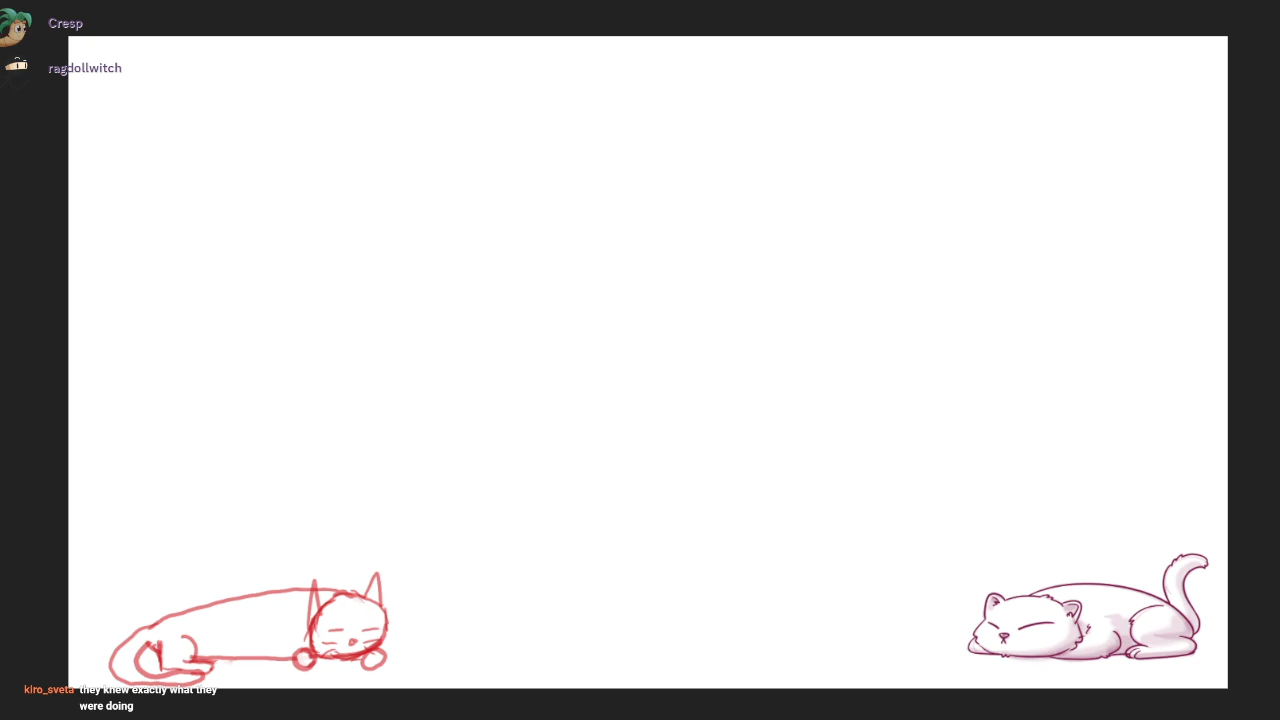 Cresp
ragdollwitch
kiro_sveta they knew exactly what they
were doing